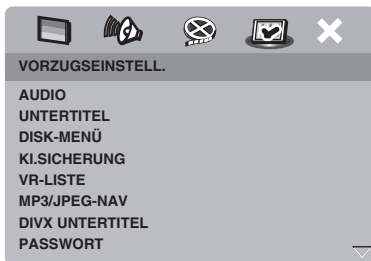 VORZUGSEINSTELL.
AUDIO
UNTERTITEL
DISK-MENÜ
KI.SICHERUNG
VR-LISTE
MP3/JPEG-NAV
DIVX UNTERTITEL
PASSWORT